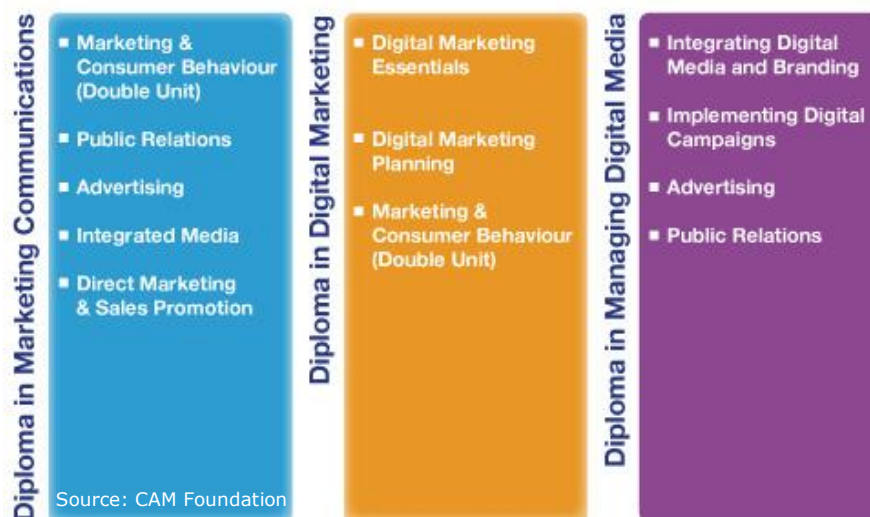 Diploma in Marketing Communications
▪ Marketing &
Consumer Behaviour
(Double Unit)
▪ Public Relations
▪ Advertising
▪ Integrated Media
▪ Direct Marketing
& Sales Promotion
Source: CAM Foundation
Diploma in Digital Marketing
▪ Digital Marketing
Essentials
▪ Digital Marketing
Planning
▪ Marketing &
Consumer Behaviour
(Double Unit)
Diploma in Managing Digital Media
▪ Integrating Digital
Media and Branding
▪ Implementing Digital
Campaigns
▪ Advertising
▪ Public Relations